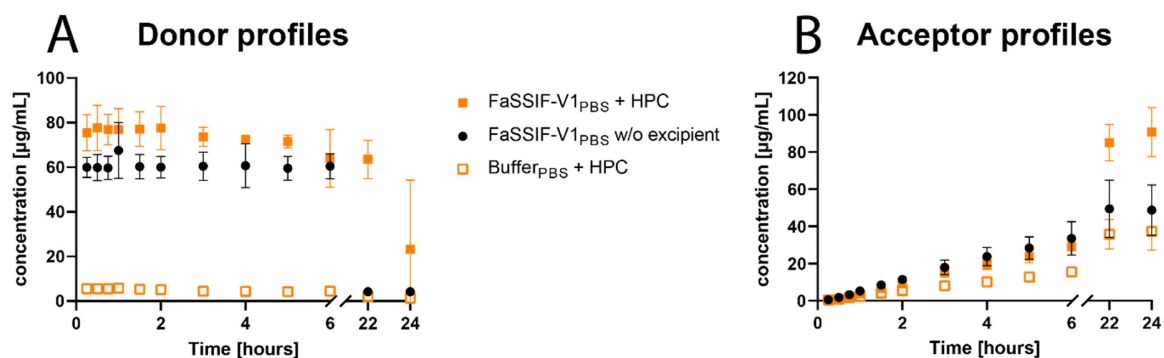 A Donor profiles
concentration [µg/mL]
100
80
60
40
20
0
0 2 4 6 22 24
Time [hours]
FaSSIF-V1PBS + HPC
FaSSIF-V1PBS w/o excipient
BufferPBS + HPC
B Acceptor profiles
concentration [µg/mL]
120
100
80
60
40
20
0
0 2 4 6 22 24
Time [hours]